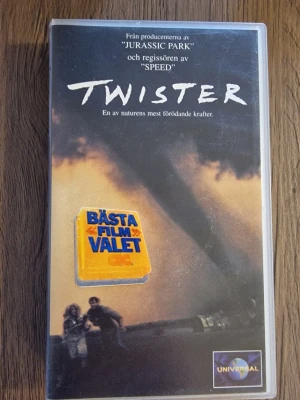 Från producenterna av
"JURASSIC PARK"
och regissören av
"SPEED"
TWISTER
En av naturens mest förödande krafter.
BÄSTA
FILM
VALET
CIC
UNIVERSAL